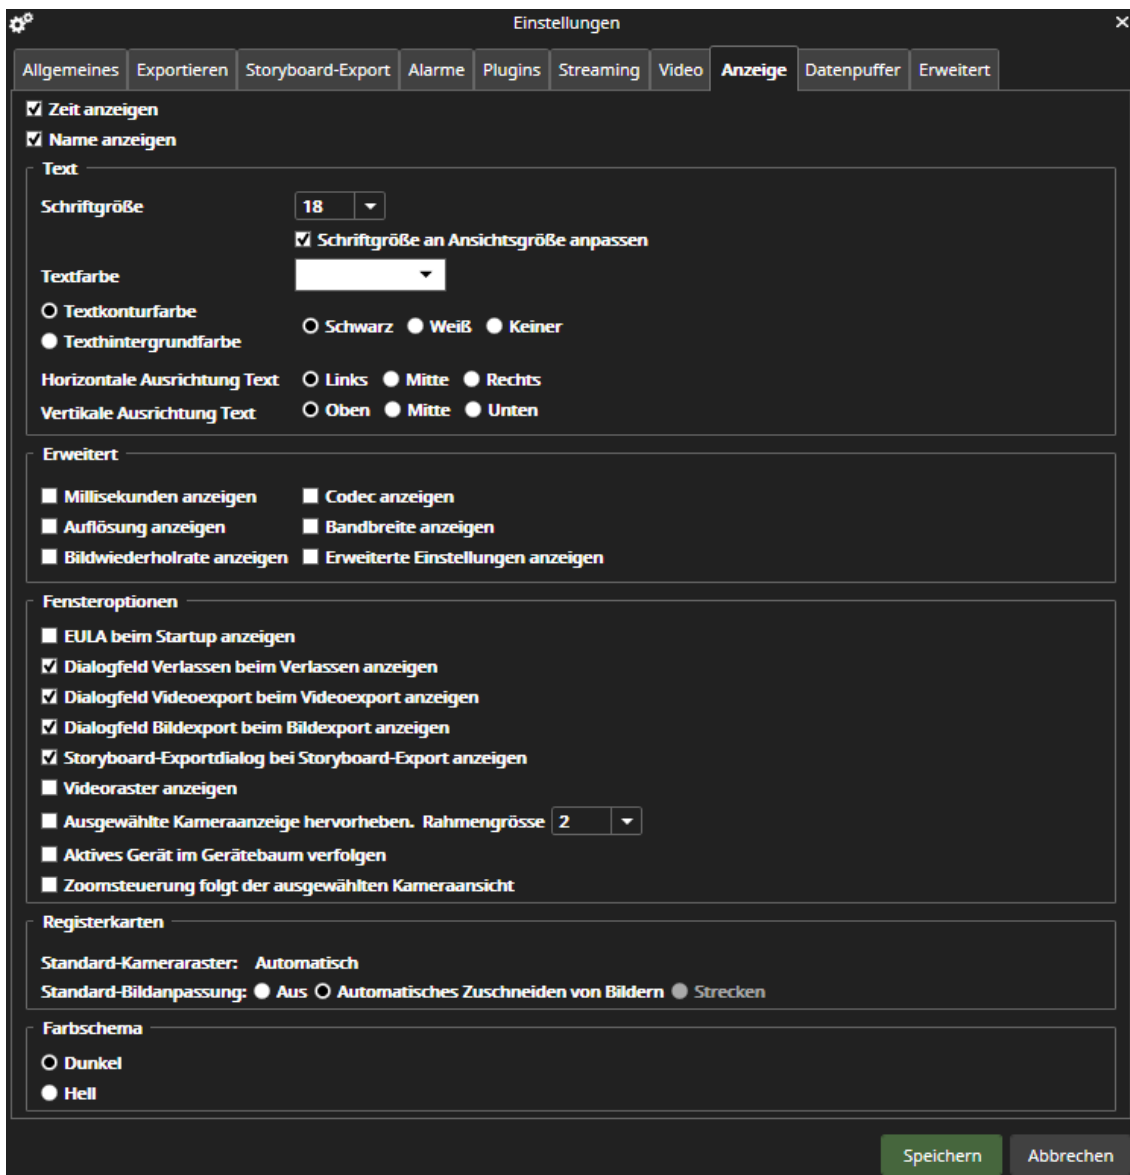 Einstellungen
Allgemeines Exportieren Storyboard-Export Alarme Plugins Streaming Video Anzeige Datenpuffer Erweitert
Zeit anzeigen
Name anzeigen
Text
Schriftgröße 18
Schriftgröße an Ansichtsgröße anpassen
Textfarbe
Textkonturfarbe
Schwarz Weiß Keiner
Texthintergrundfarbe
Horizontale Ausrichtung Text Links Mitte Rechts
Vertikale Ausrichtung Text Oben Mitte Unten
Erweitert
Millisekunden anzeigen Codec anzeigen
Auflösung anzeigen Bandbreite anzeigen
Bildwiederholrate anzeigen Erweiterte Einstellungen anzeigen
Fensteroptionen
EULA beim Startup anzeigen
Dialogfeld Verlassen beim Verlassen anzeigen
Dialogfeld Videoexport beim Videoexport anzeigen
Dialogfeld Bildexport beim Bildexport anzeigen
Storyboard-Exportdialog bei Storyboard-Export anzeigen
Videoraster anzeigen
Ausgewählte Kameraanzeige hervorheben. Rahmengrösse 2
Aktives Gerät im Gerätebaum verfolgen
Zoomsteuerung folgt der ausgewählten Kameraansicht
Registerkarten
Standard-Kameraraster: Automatisch
Standard-Bildanpassung: Aus Automatisches Zuschneiden von Bildern Strecken
Farbschema
Dunkel
Hell
Speichern Abbrechen